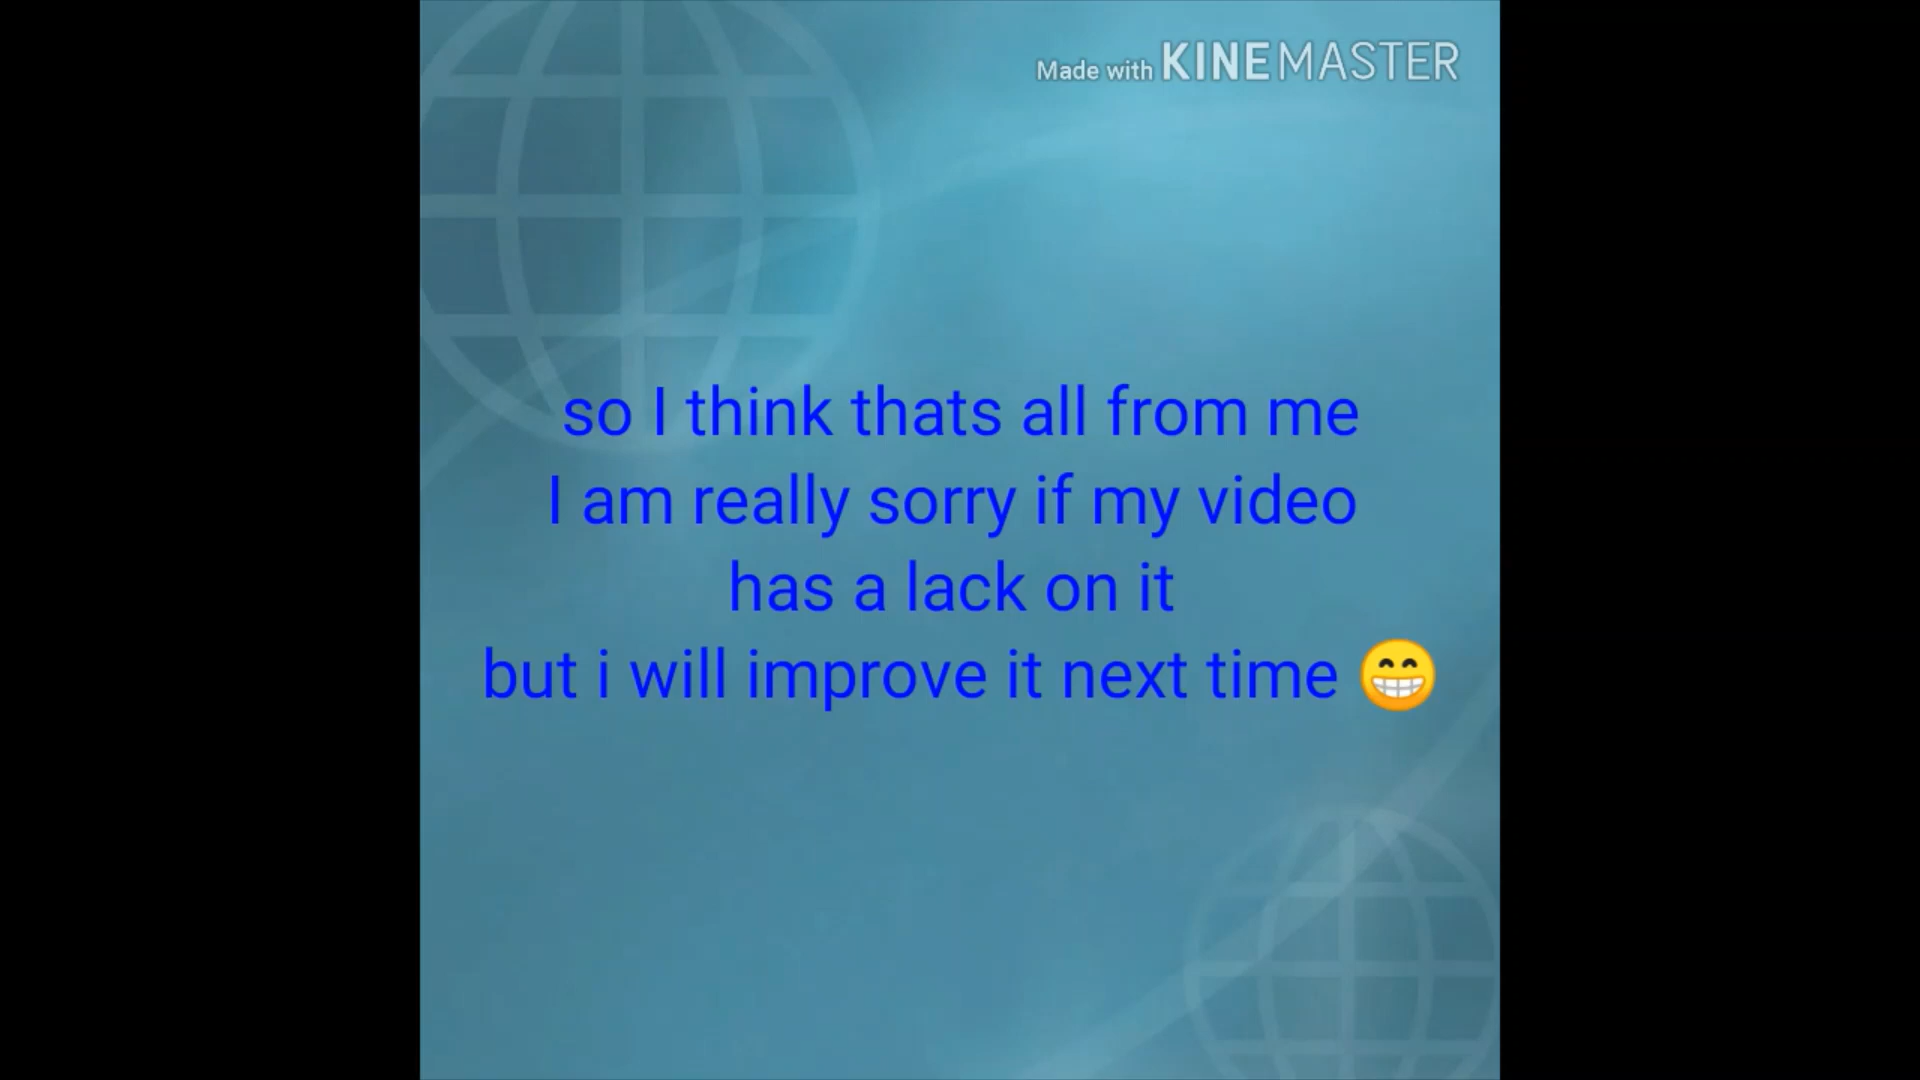 Made with KINEMASTER
so I think thats all from me
I am really sorry if my video
has a lack on it
but i will improve it next time 😁